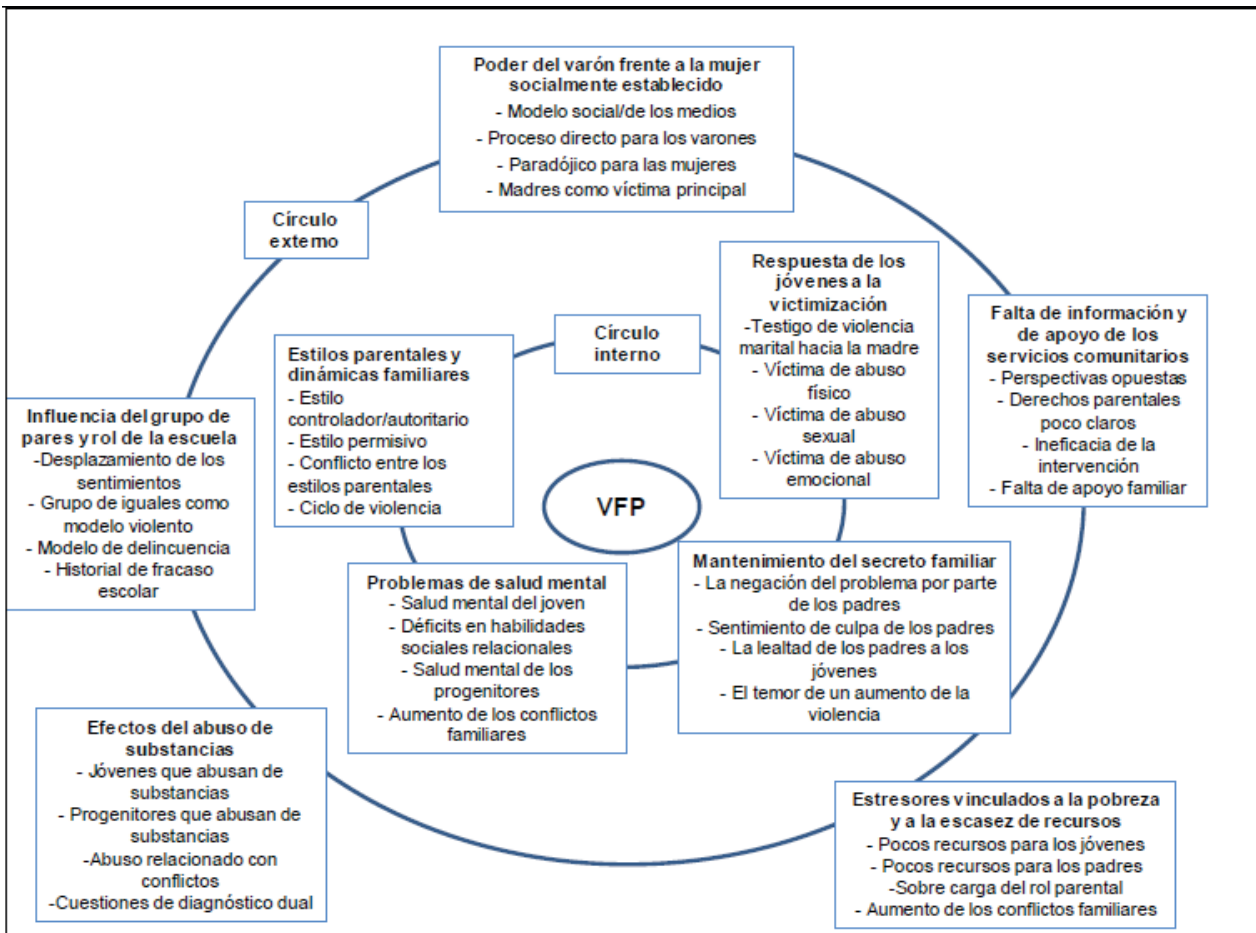 Poder del varón frente a la mujer
socialmente establecido
- Modelo social/de los medios
- Proceso directo para los varones
- Paradójico para las mujeres
- Madres como víctima principal
Círculo
externo
Respuesta de los
jóvenes a la
victimización
-Testigo de violencia
marital hacia la madre
- Víctima de abuso
físico
- Víctima de abuso
sexual
- Víctima de abuso
emocional
Falta de información y
de apoyo de los
servicios comunitarios
- Perspectivas opuestas
- Derechos parentales
poco claros
- Ineficacia de la
intervención
- Falta de apoyo familiar
Círculo
interno
Estilos parentales y
dinámicas familiares
- Estilo
controlador/autoritario
- Estilo permisivo
- Conflicto entre los
estilos parentales
- Ciclo de violencia
Influencia del grupo de
pares y rol de la escuela
-Desplazamiento de los
sentimientos
- Grupo de iguales como
modelo violento
- Modelo de delincuencia
- Historial de fracaso
escolar
VFP
Problemas de salud mental
- Salud mental del joven
- Déficits en habilidades
sociales relacionales
- Salud mental de los
progenitores
- Aumento de los conflictos
familiares
Mantenimiento del secreto familiar
- La negación del problema por parte
de los padres
- Sentimiento de culpa de los padres
- La lealtad de los padres a los
jóvenes
- El temor de un aumento de la
violencia
Efectos del abuso de
substancias
- Jóvenes que abusan de
substancias
- Progenitores que abusan de
substancias
-Abuso relacionado con
conflictos
-Cuestiones de diagnóstico dual
Estresores vinculados a la pobreza
y a la escasez de recursos
- Pocos recursos para los jóvenes
- Pocos recursos para los padres
-Sobre carga del rol parental
- Aumento de los conflictos familiares